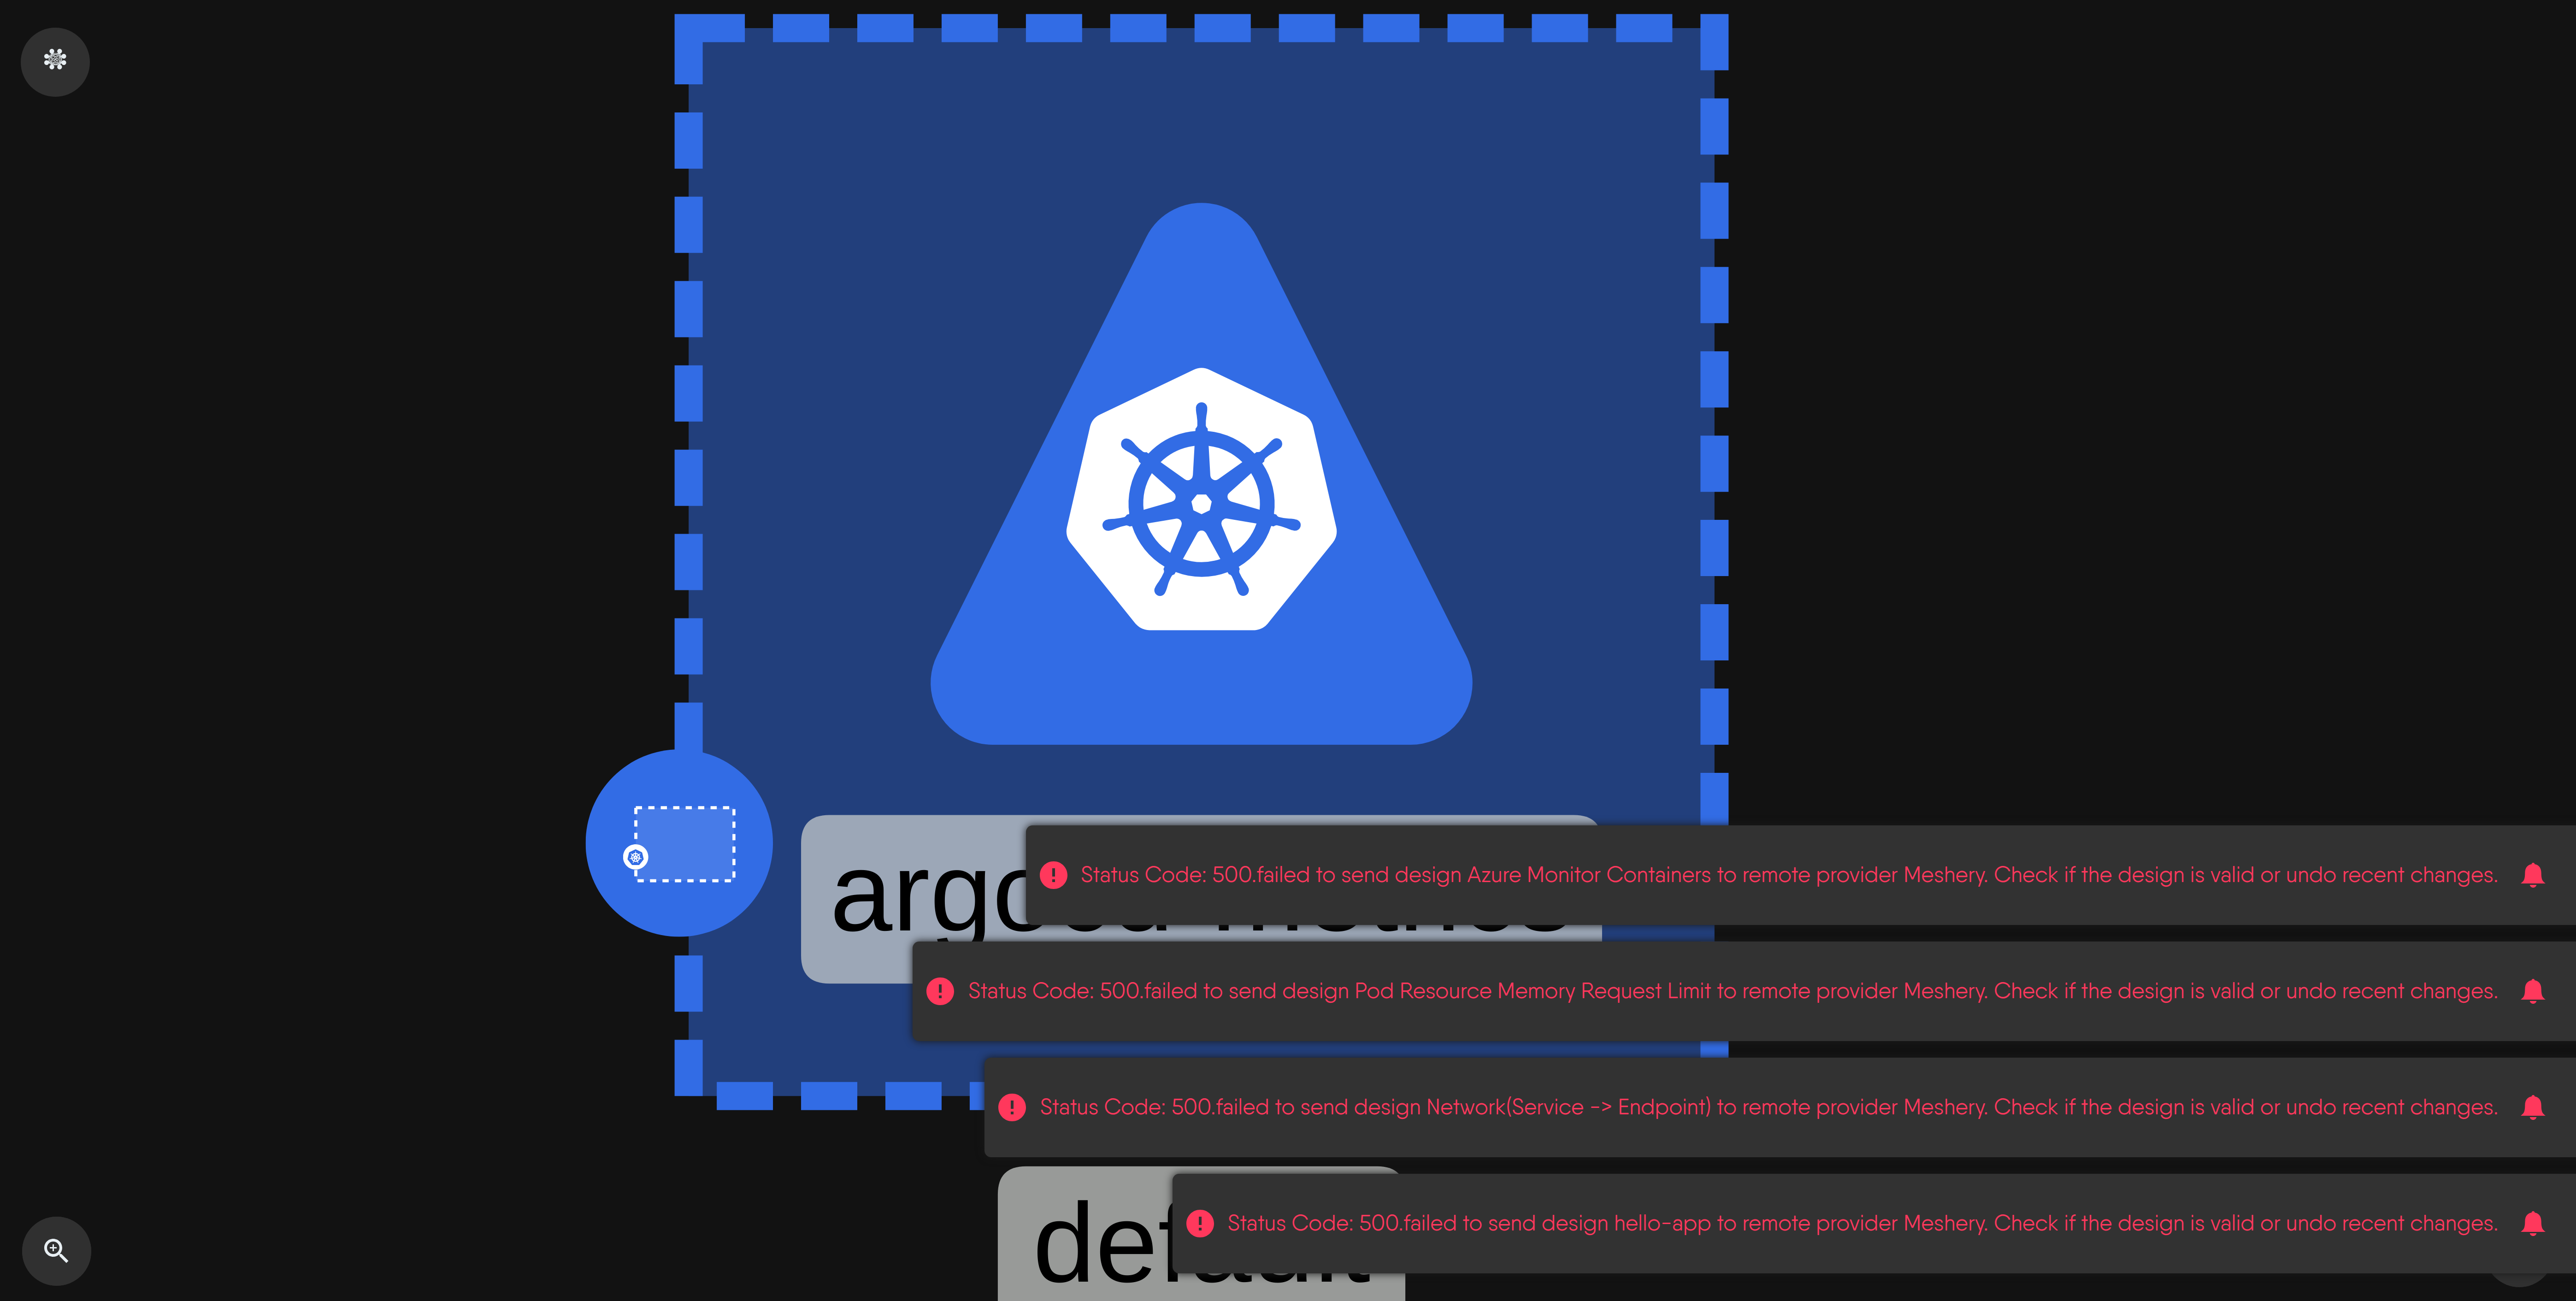 Status Code: 500.failed to send design Azure Monitor Containers to remote provider Meshery. Check if the design is valid or undo recent changes.
Status Code: 500.failed to send design Pod Resource Memory Request Limit to remote provider Meshery. Check if the design is valid or undo recent changes.
Status Code: 500.failed to send design Network(Service -> Endpoint) to remote provider Meshery. Check if the design is valid or undo recent changes.
default
Status Code: 500.failed to send design hello-app to remote provider Meshery. Check if the design is valid or undo recent changes.